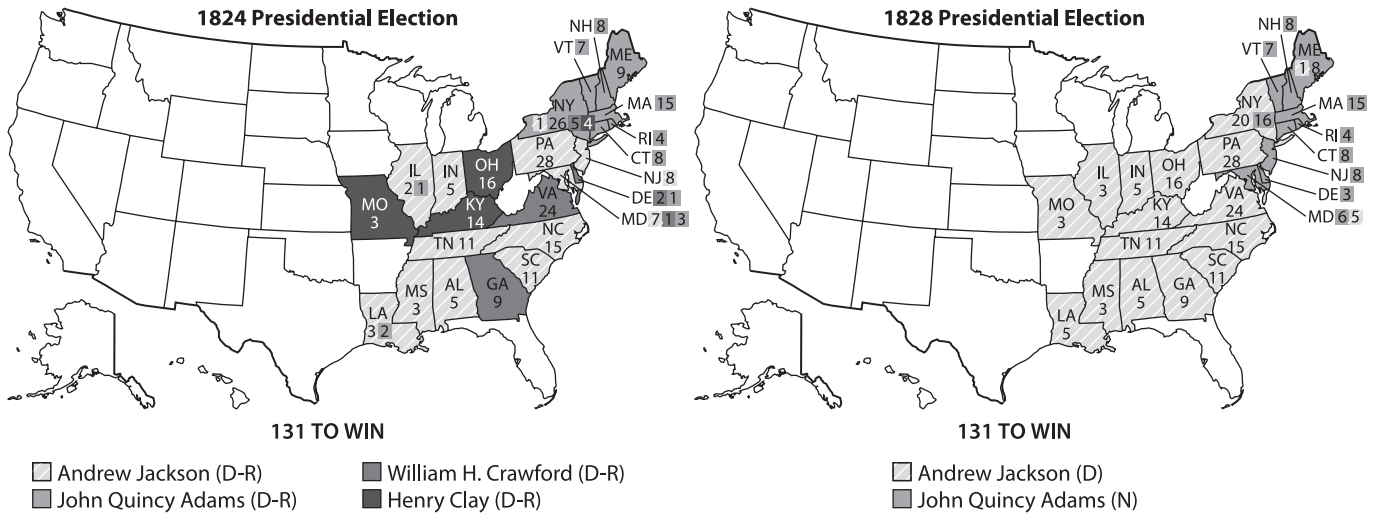 1824 Presidential Election
NH 8
VT 7
ME
9
NY
1 26 5 4
MA 15
RI 4
CT 8
NJ 8
DE 2 1
MD 7 1 3
PA
28
OH
16
IN
5
IL
2 1
MO
3
KY
14
VA
24
TN 11
NC
15
SC
11
MS
3
AL
5
GA
9
LA
3 2
131 TO WIN
Andrew Jackson (D-R)
John Quincy Adams (D-R)
William H. Crawford (D-R)
Henry Clay (D-R)
1828 Presidential Election
NH 8
VT 7
ME
1 8
NY
20 16
MA 15
RI 4
CT 8
NJ 8
DE 3
MD 6 5
PA
28
OH
16
IN
5
IL
3
MO
3
KY
14
VA
24
TN 11
NC
15
SC
11
MS
3
AL
5
GA
9
LA
5
131 TO WIN
Andrew Jackson (D)
John Quincy Adams (N)